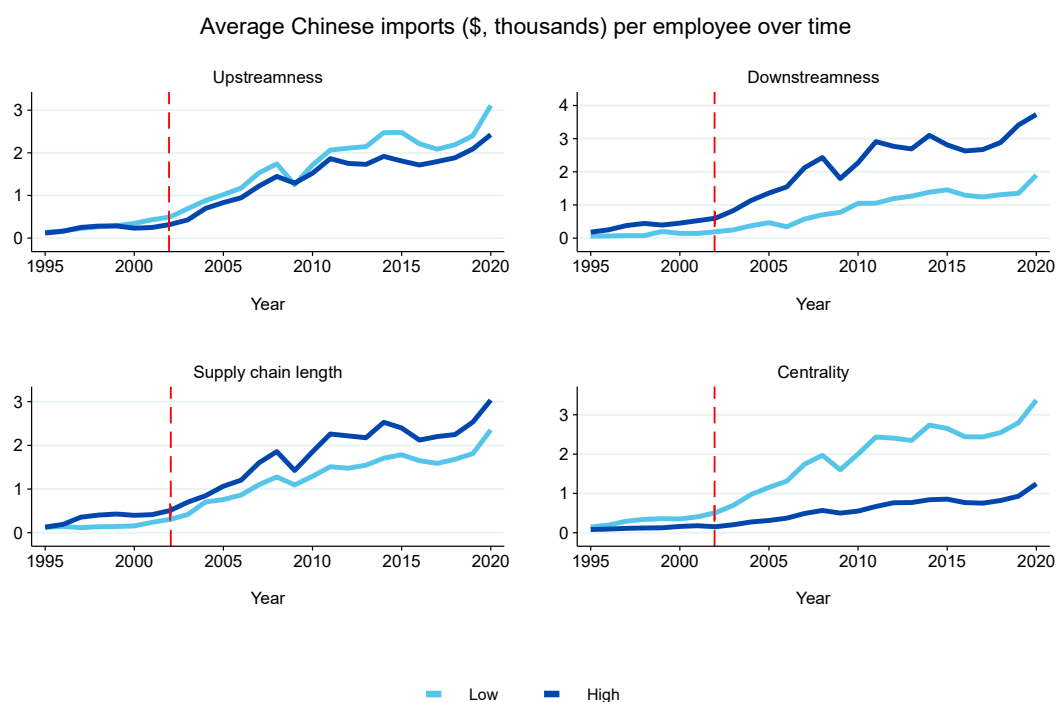 Average Chinese imports ($, thousands) per employee over time
Upstreamness
3
2
1
0
1995 2000 2005 2010 2015 2020
Year
Downstreamness
4
3
2
1
0
1995 2000 2005 2010 2015 2020
Year
Supply chain length
3
2
1
0
1995 2000 2005 2010 2015 2020
Year
Centrality
3
2
1
0
1995 2000 2005 2010 2015 2020
Year
Low High